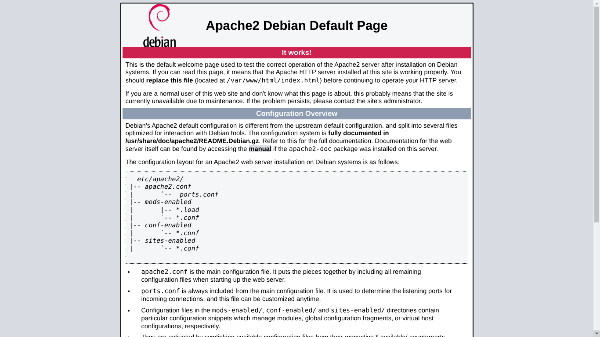 debian
Apache2 Debian Default Page
It works!
This is the default welcome page used to test the correct operation of the Apache2 server after installation on Debian
systems. If you can read this page, it means that the Apache HTTP server installed at this site is working properly. You
should replace this file (located at /var/www/html/index.html) before continuing to operate your HTTP server.
If you are a normal user of this web site and don't know what this page is about, this probably means that the site is
currently unavailable due to maintenance. If the problem persists, please contact the site's administrator.
Configuration Overview
Debian's Apache2 default configuration is different from the upstream default configuration, and split into several files
optimized for interaction with Debian tools. The configuration system is fully documented in
/usr/share/doc/apache2/README.Debian.gz. Refer to this for the full documentation. Documentation for the web
server itself can be found by accessing the manual if the apache2-doc package was installed on this server.
The configuration layout for an Apache2 web server installation on Debian systems is as follows:
etc/apache2/
|-- apache2.conf
|       `-- ports.conf
|-- mods-enabled
|       |-- *.load
|       `-- *.conf
|-- conf-enabled
|       `-- *.conf
|-- sites-enabled
|       `-- *.conf
• apache2.conf is the main configuration file. It puts the pieces together by including all remaining
configuration files when starting up the web server.
• ports.conf is always included from the main configuration file. It is used to determine the listening ports for
incoming connections, and this file can be customized anytime.
• Configuration files in the mods-enabled/, conf-enabled/ and sites-enabled/ directories contain
particular configuration snippets which manage modules, global configuration fragments, or virtual host
configurations, respectively.